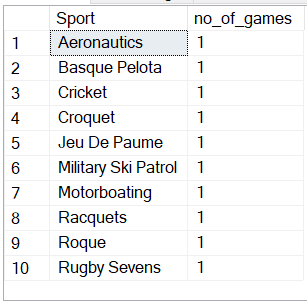 Sport no_of_games
1 Aeronautics 1
2 Basque Pelota 1
3 Cricket 1
4 Croquet 1
5 Jeu De Paume 1
6 Military Ski Patrol 1
7 Motorboating 1
8 Racquets 1
9 Roque 1
10 Rugby Sevens 1